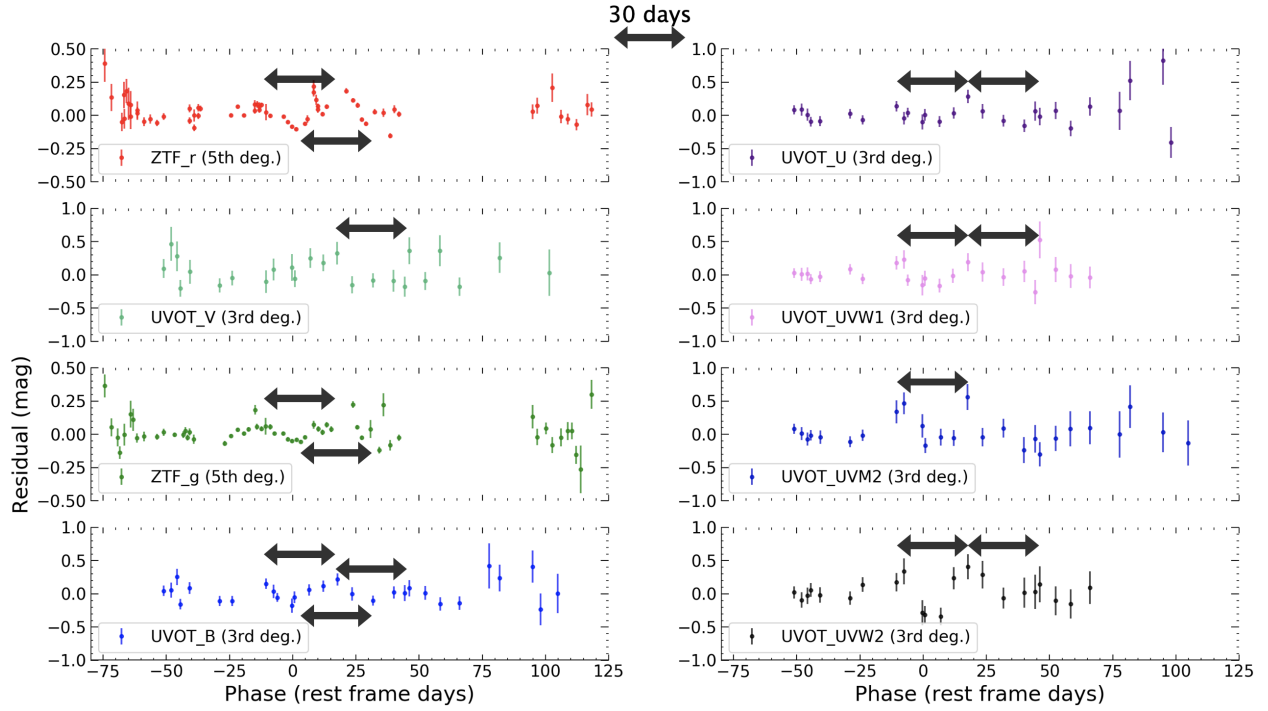 30 days
0.50
0.25
0.00
−0.25
−0.50
ZTF_r (5th deg.)
1.0
0.5
0.0
−0.5
−1.0
UVOT_U (3rd deg.)
1.0
0.5
0.0
−0.5
−1.0
UVOT_V (3rd deg.)
1.0
0.5
0.0
−0.5
−1.0
UVOT_UVW1 (3rd deg.)
Residual (mag)
0.50
0.25
0.00
−0.25
−0.50
ZTF_g (5th deg.)
1.0
0.5
0.0
−0.5
−1.0
UVOT_UVM2 (3rd deg.)
1.0
0.5
0.0
−0.5
−1.0
UVOT_B (3rd deg.)
−75 −50 −25 0 25 50 75 100 125
Phase (rest frame days)
1.0
0.5
0.0
−0.5
−1.0
UVOT_UVW2 (3rd deg.)
−75 −50 −25 0 25 50 75 100 125
Phase (rest frame days)